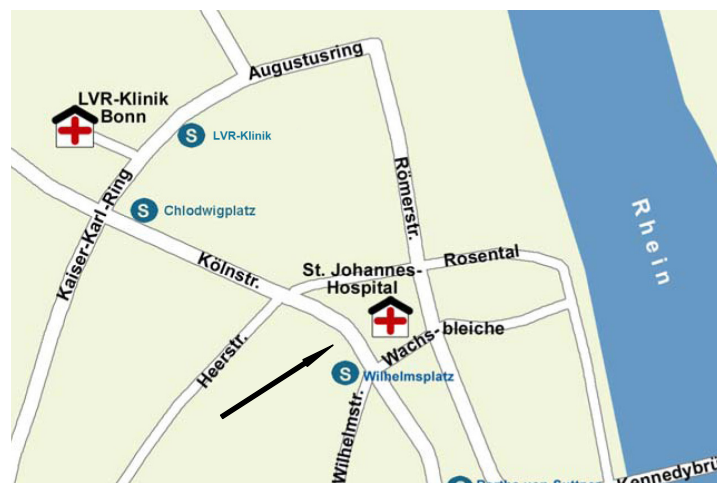 Augustusring
LVR-Klinik
Bonn
S LVR-Klinik
Römerstr.
Kaiser-Karl-Ring
S Chlodwigplatz
Rhein
Kölnstr.
Rosental
St. Johannes-
Hospital
Heerstr.
Wachs-bleiche
S Wilhelmsplatz
Wilhelmstr.